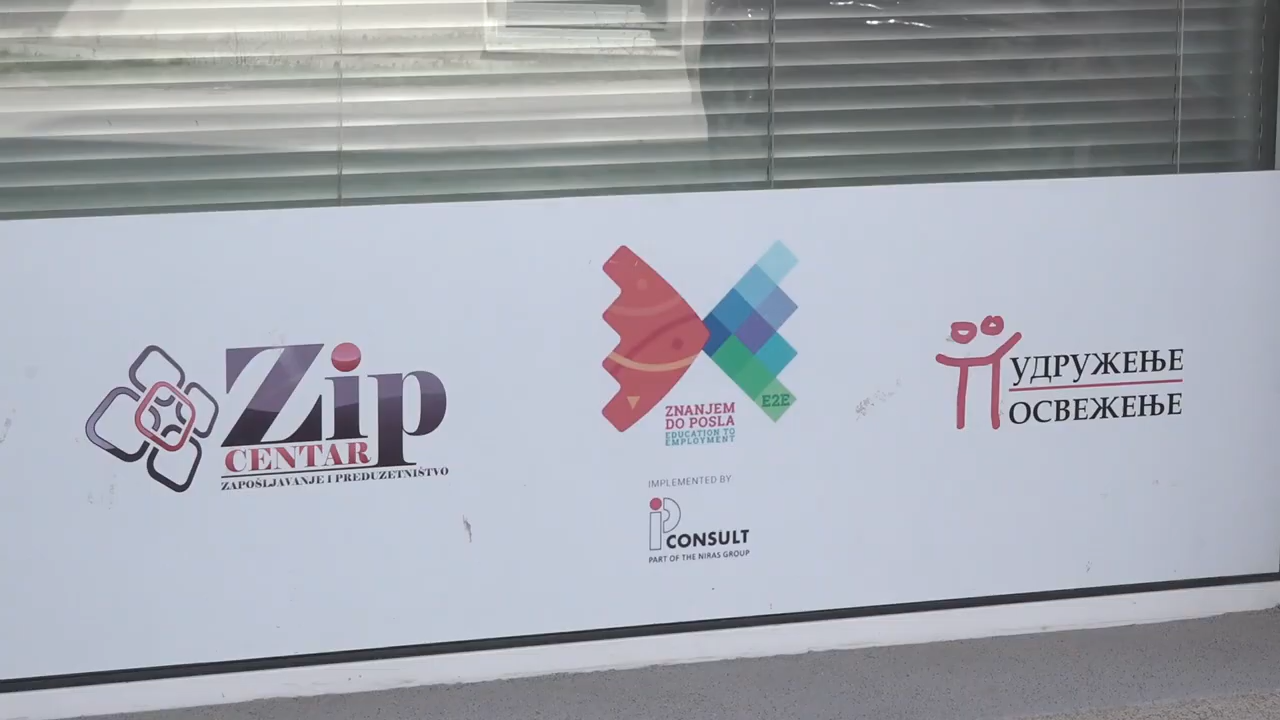 Zip
CENTAR
ZAPOŠLJAVANJE I PREDUZETNIŠTVO
ZNANJEM
DO POSLA
EDUCATION TO
EMPLOYMENT
E2E
IMPLEMENTED BY
ip
CONSULT
PART OF THE NIRAS GROUP
УДРУЖЕЊЕ
ОСВЕЖЕЊЕ